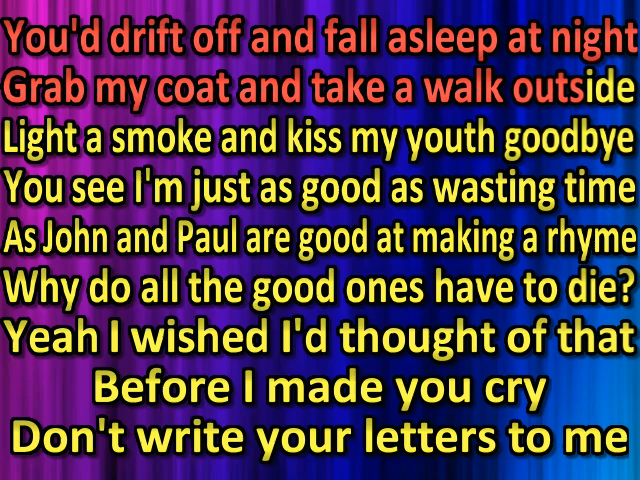 You'd drift off and fall asleep at night
Grab my coat and take a walk outside
Light a smoke and kiss my youth goodbye
You see I'm just as good as wasting time
As John and Paul are good at making a rhyme
Why do all the good ones have to die?
Yeah I wished I'd thought of that
Before I made you cry
Don't write your letters to me